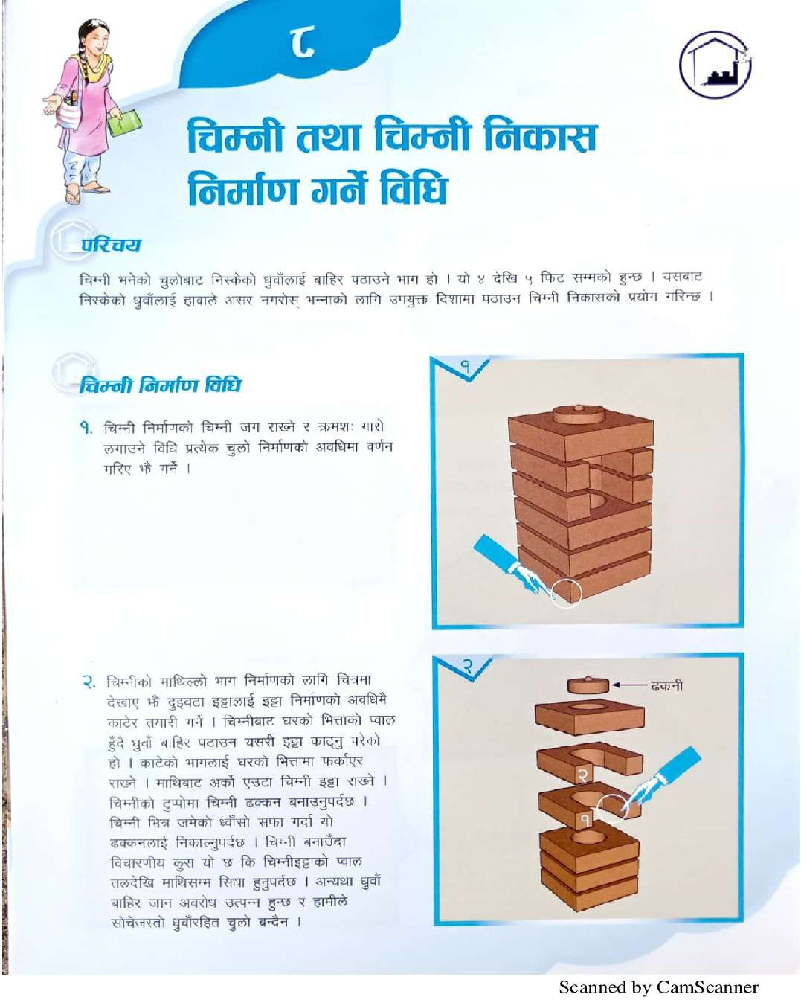 ८
चिम्नी तथा चिम्नी निकास
निर्माण गर्ने विधि
परिचय
चिम्नी भनेको चुलोबाट निस्केको धुवाँलाई बाहिर पठाउने भाग हो । यो ४ देखि ५ फिट सम्मको हुन्छ । यसबाट
निस्केको धुवाँलाई हावाले असर नगरोस् भन्नाको लागि उपयुक्त दिशामा पठाउन चिम्नी निकासको प्रयोग गरिन्छ ।
चिम्नी निर्माण विधि
१. चिम्नी निर्माणको चिम्नी जग राख्ने र क्रमशः गारो
लगाउने विधि प्रत्येक चुलो निर्माणको अवधिमा वर्णन
गरिए झैं गर्ने ।
१
२. चिम्नीको माथिल्लो भाग निर्माणको लागि चित्रमा
देखाए झैं दुइवटा इट्टालाई इट्टा निर्माणको अवधिमै
काटेर तयारी गर्ने । चिम्नीबाट घरको भित्ताको प्वाल
हुँदै धुवाँ बाहिर पठाउन यसरी इट्टा काट्नु परेको
हो । काटेको भागलाई घरको भित्तामा फर्काएर
राख्ने । माथिबाट अर्को एउटा चिम्नी इट्टा राख्ने ।
चिम्नीको टुप्पोमा चिम्नी ढक्कन बनाउनुपर्दछ ।
चिम्नी भित्र जमेको ध्वाँसो सफा गर्दा यो
ढक्कनलाई निकाल्नुपर्दछ । चिम्नी बनाउँदा
विचारणीय कुरा यो छ कि चिम्नीइट्टाको प्वाल
तलदेखि माथिसम्म सिधा हुनुपर्दछ । अन्यथा धुवाँ
बाहिर जान अवरोध उत्पन्न हुन्छ र हामीले
सोचेजस्तो धुवाँरहित चुलो बन्दैन ।
२
ढकनी
२
१
Scanned by CamScanner